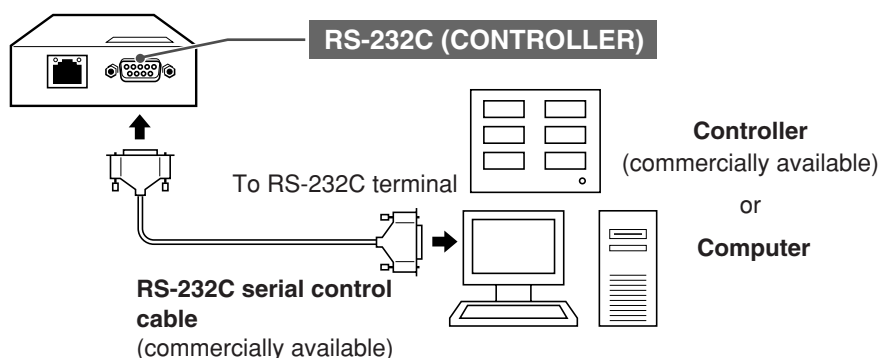 RS-232C (CONTROLLER)
Controller
(commercially available)
To RS-232C terminal
or
Computer
RS-232C serial control
cable
(commercially available)